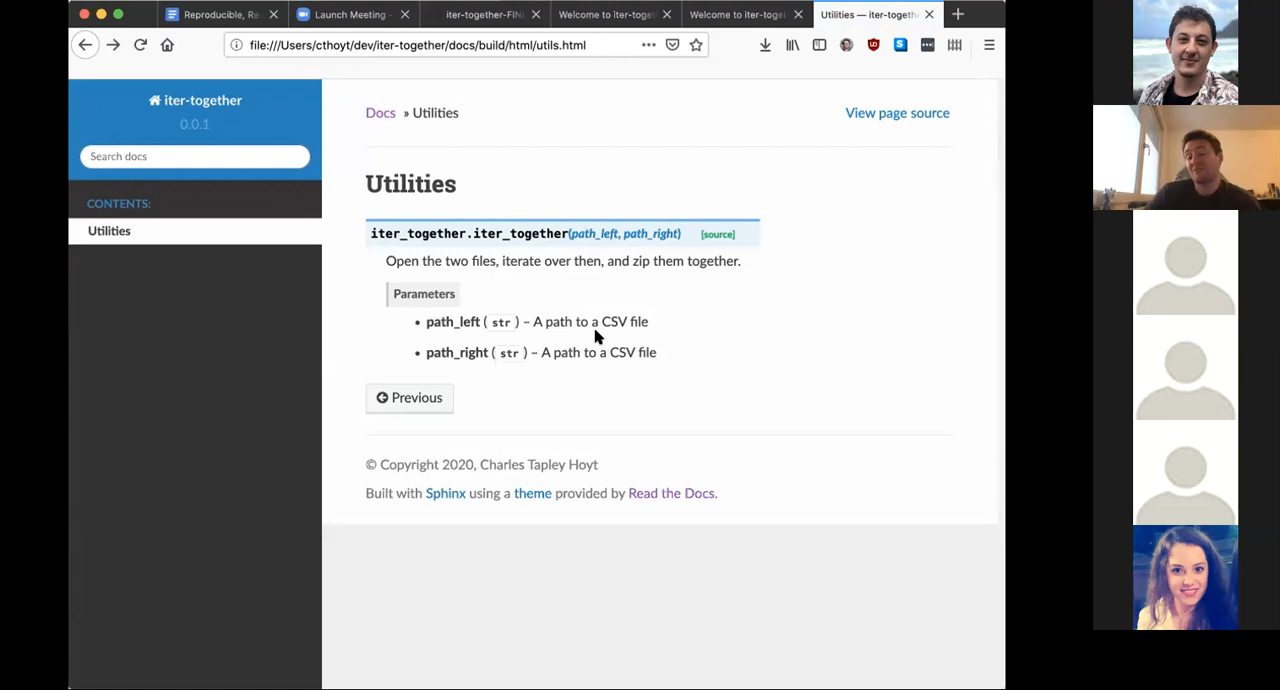 Reproducible, Re
Launch Meeting -
iter-together-FIN
Welcome to iter-toget
Welcome to iter-toget
Utilities — iter-togeth
file:///Users/cthoyt/dev/iter-together/docs/build/html/utils.html
iter-together
0.0.1
Search docs
CONTENTS:
Utilities
Docs » Utilities
View page source
Utilities
iter_together.iter_together(path_left, path_right) [source]
Open the two files, iterate over then, and zip them together.
Parameters
• path_left ( str ) – A path to a CSV file
• path_right ( str ) – A path to a CSV file
Previous
© Copyright 2020, Charles Tapley Hoyt
Built with Sphinx using a theme provided by Read the Docs.